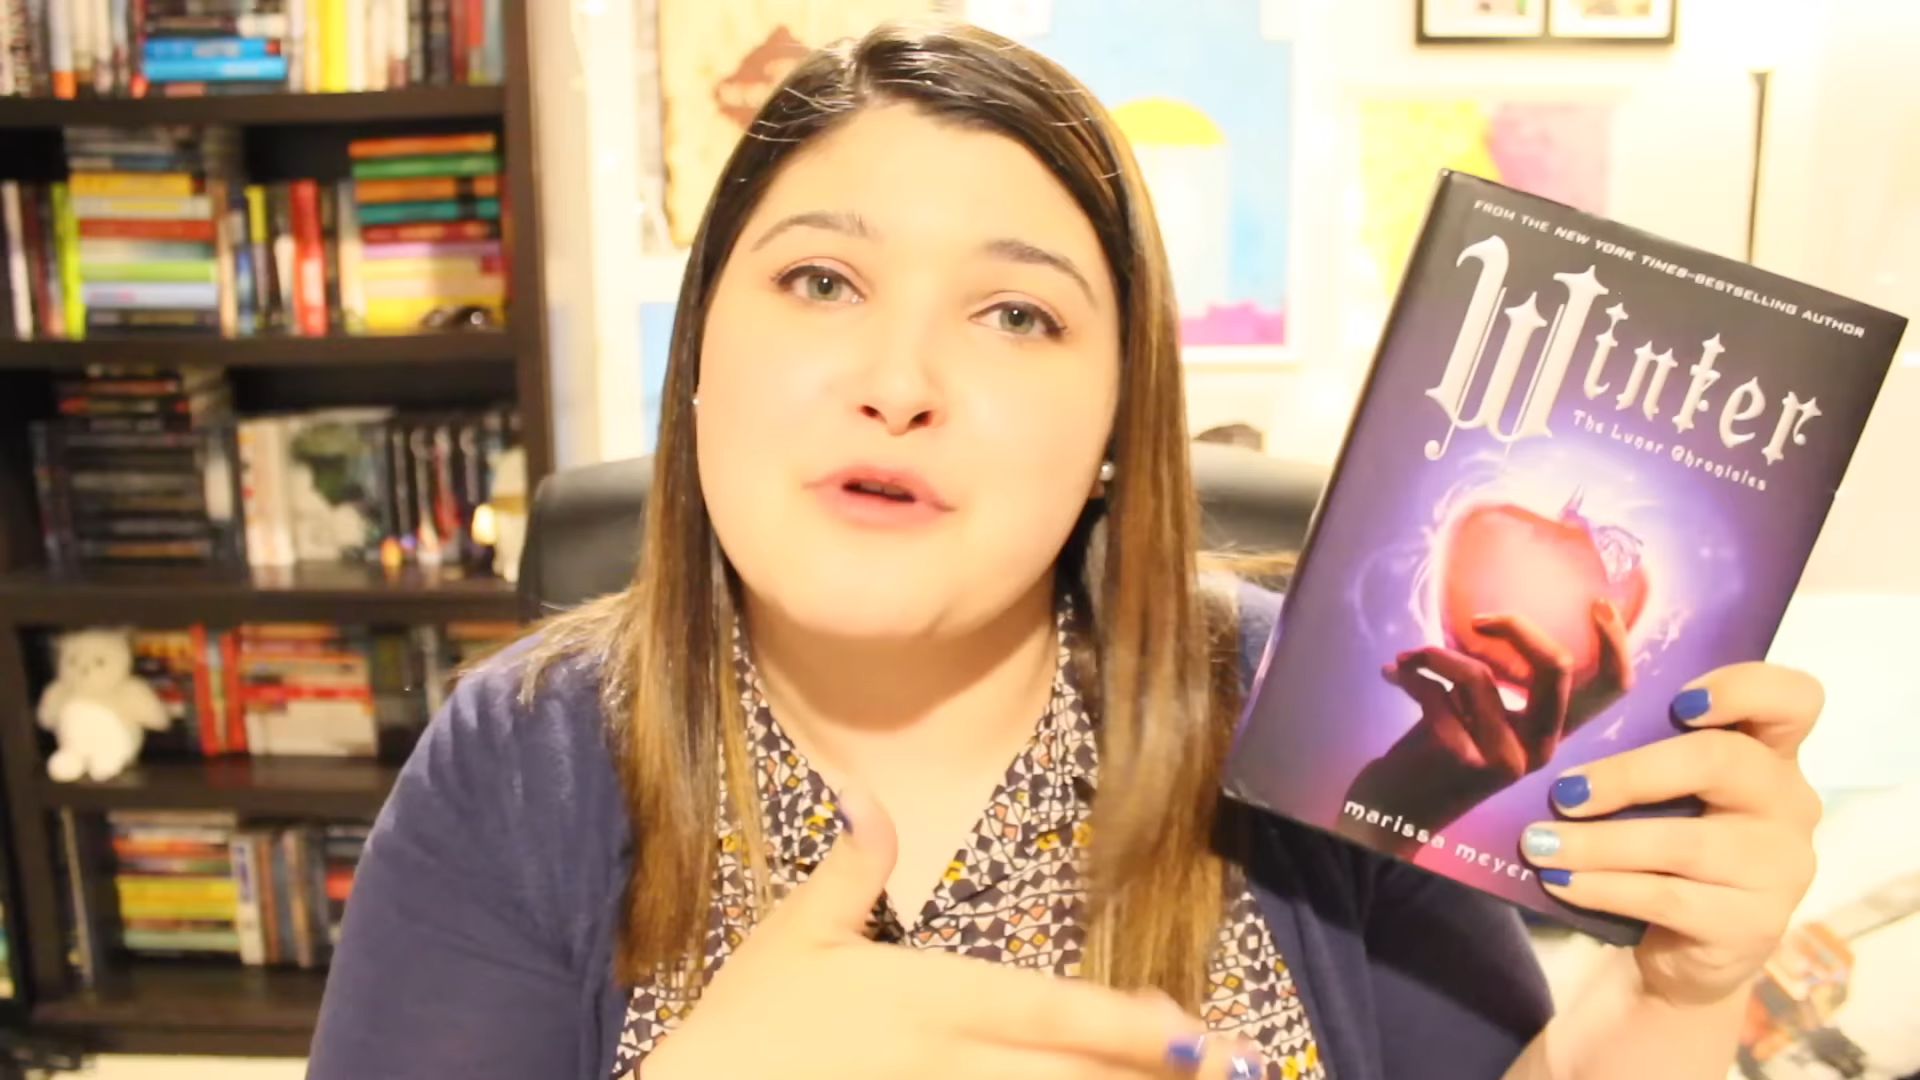 FROM THE NEW YORK TIMES-BESTSELLING AUTHOR
Winter
The Lunar Chronicles
marissa meyer